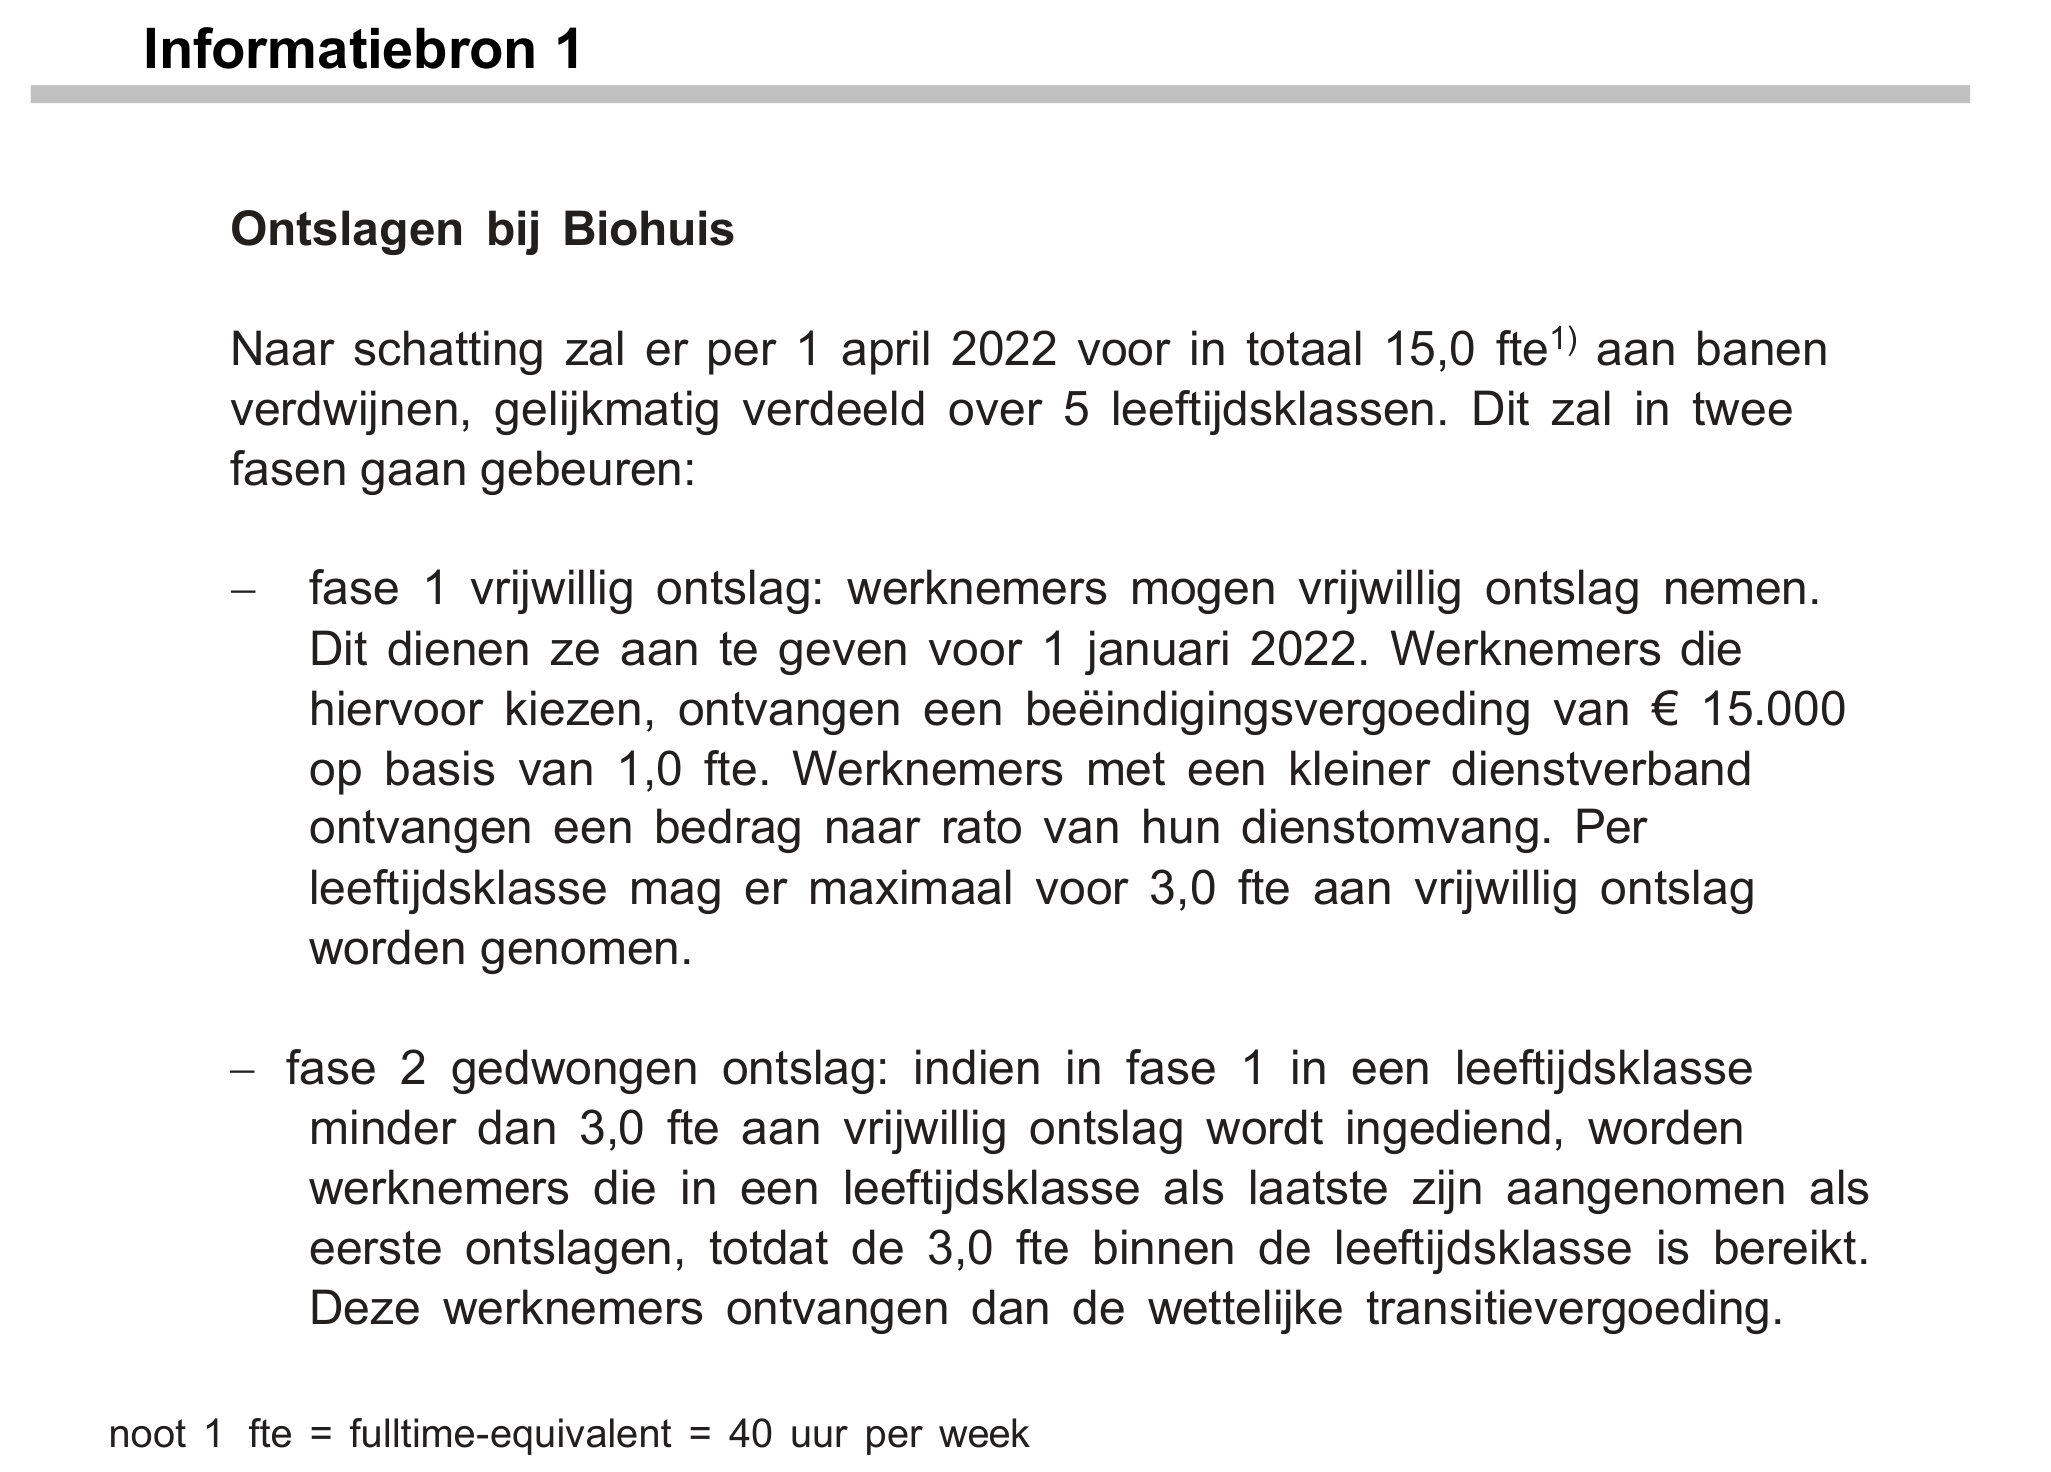 Informatiebron 1
Ontslagen bij Biohuis
Naar schatting zal er per 1 april 2022 voor in totaal 15,0 fte1) aan banen
verdwijnen, gelijkmatig verdeeld over 5 leeftijdsklassen. Dit zal in twee
fasen gaan gebeuren:
– fase 1 vrijwillig ontslag: werknemers mogen vrijwillig ontslag nemen.
Dit dienen ze aan te geven voor 1 januari 2022. Werknemers die
hiervoor kiezen, ontvangen een beëindigingsvergoeding van € 15.000
op basis van 1,0 fte. Werknemers met een kleiner dienstverband
ontvangen een bedrag naar rato van hun dienstomvang. Per
leeftijdsklasse mag er maximaal voor 3,0 fte aan vrijwillig ontslag
worden genomen.
– fase 2 gedwongen ontslag: indien in fase 1 in een leeftijdsklasse
minder dan 3,0 fte aan vrijwillig ontslag wordt ingediend, worden
werknemers die in een leeftijdsklasse als laatste zijn aangenomen als
eerste ontslagen, totdat de 3,0 fte binnen de leeftijdsklasse is bereikt.
Deze werknemers ontvangen dan de wettelijke transitievergoeding.
noot 1 fte = fulltime-equivalent = 40 uur per week